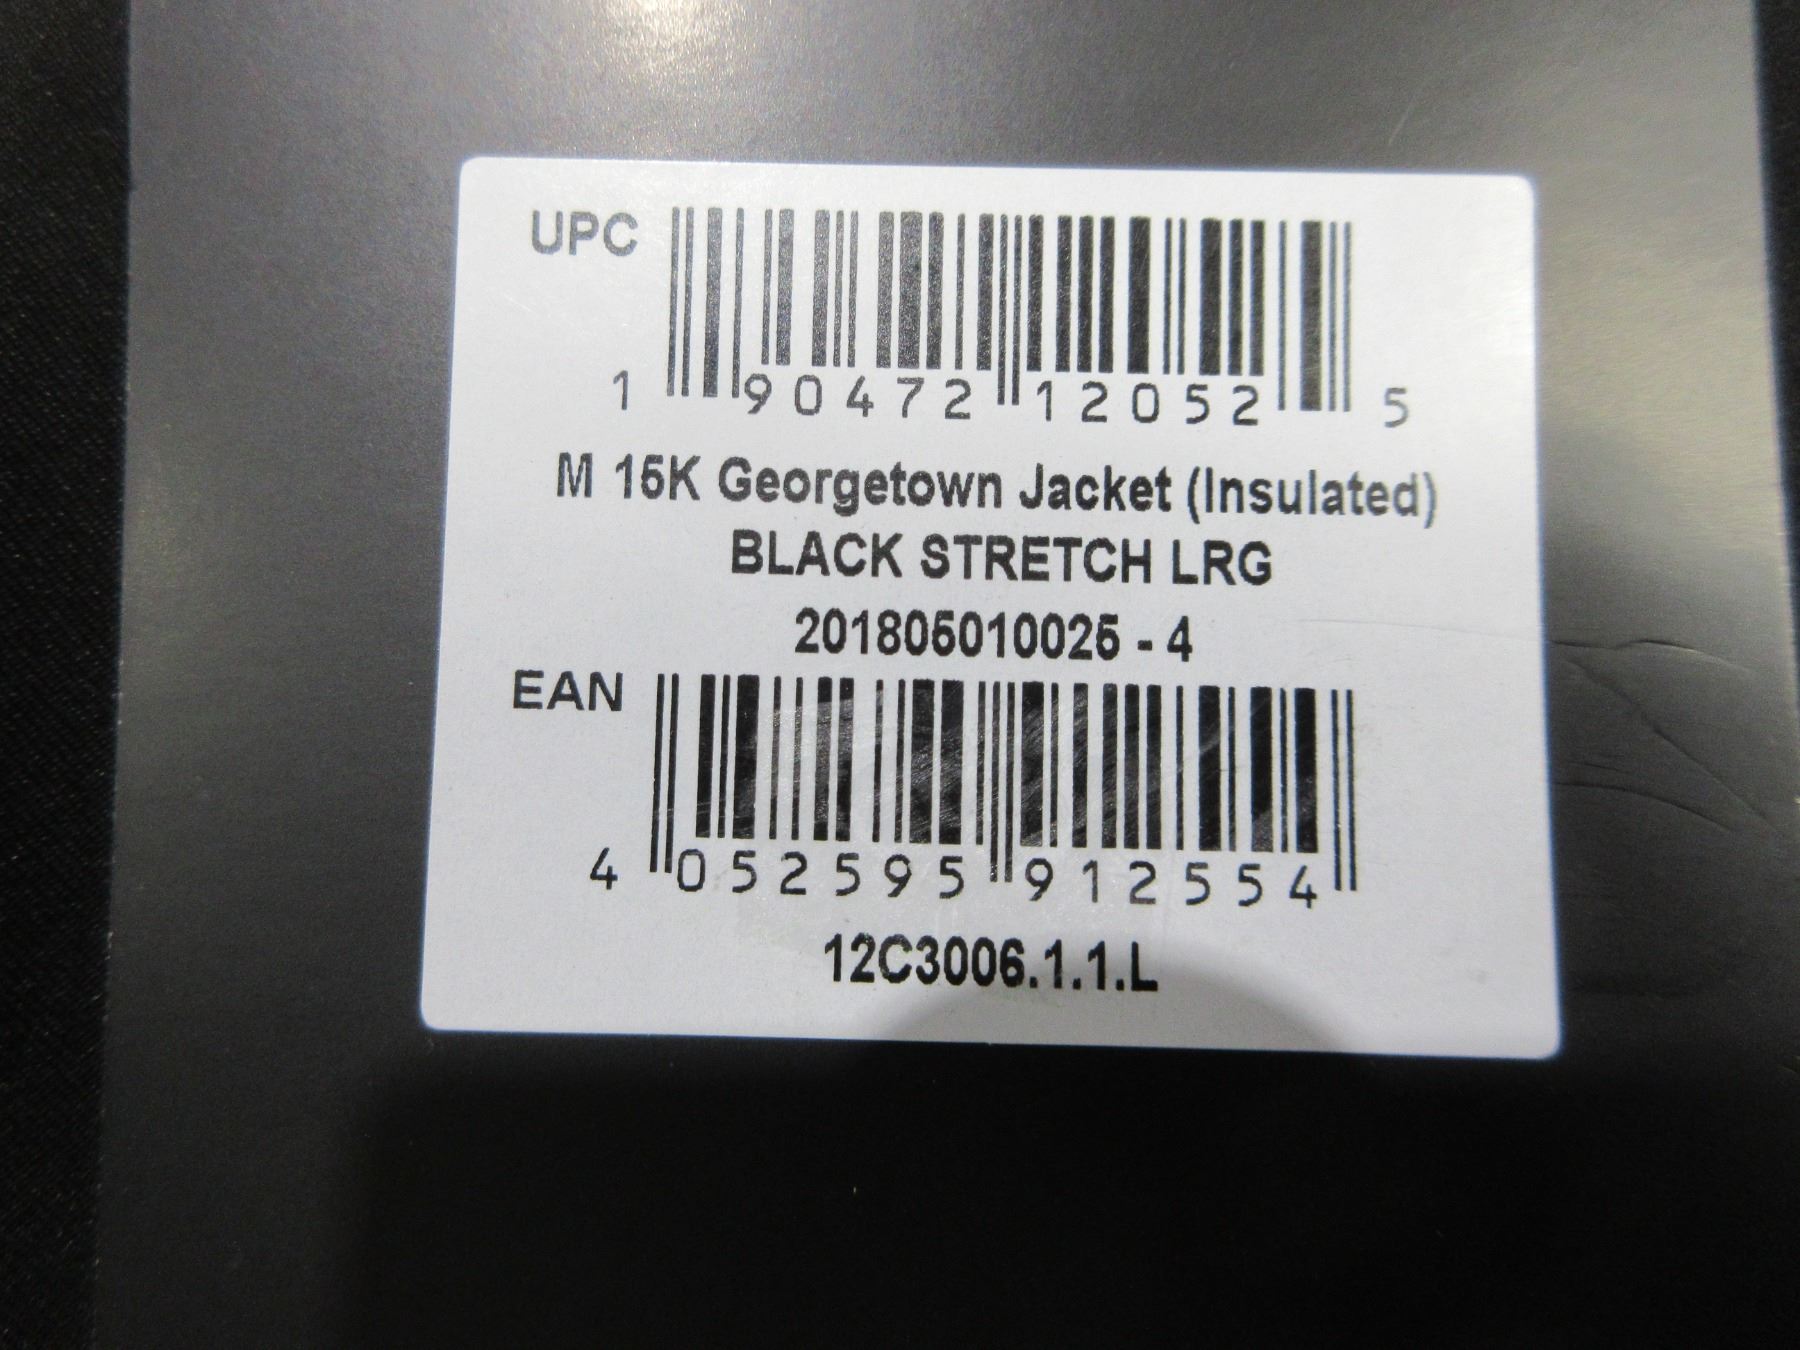 UPC
1 90472 12052 5
M 15K Georgetown Jacket (Insulated)
BLACK STRETCH LRG
201805010025 - 4
EAN
4 052595 912554
12C3006.1.1.L